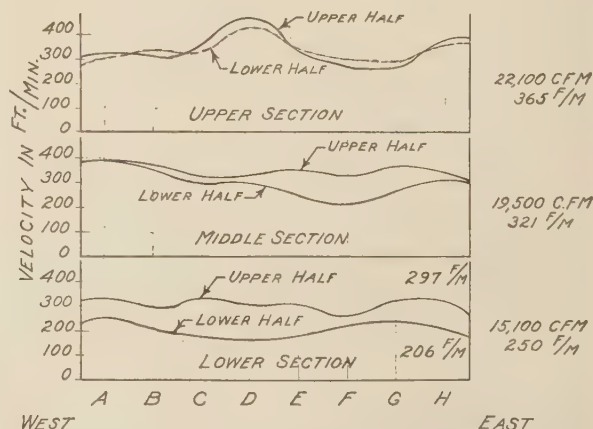 VELOCITY IN FT./MIN.
400
300
200
100
0
UPPER HALF
LOWER HALF
UPPER SECTION
22,100 CFM
365 F/M
400
300
200
100
0
UPPER HALF
LOWER HALF
MIDDLE SECTION
19,500 C.FM
321 F/M
400
300
200
100
0
UPPER HALF
297 F/M
LOWER HALF
206 F/M
LOWER SECTION
15,100 CFM
250 F/M
A B C D E F G H
WEST EAST